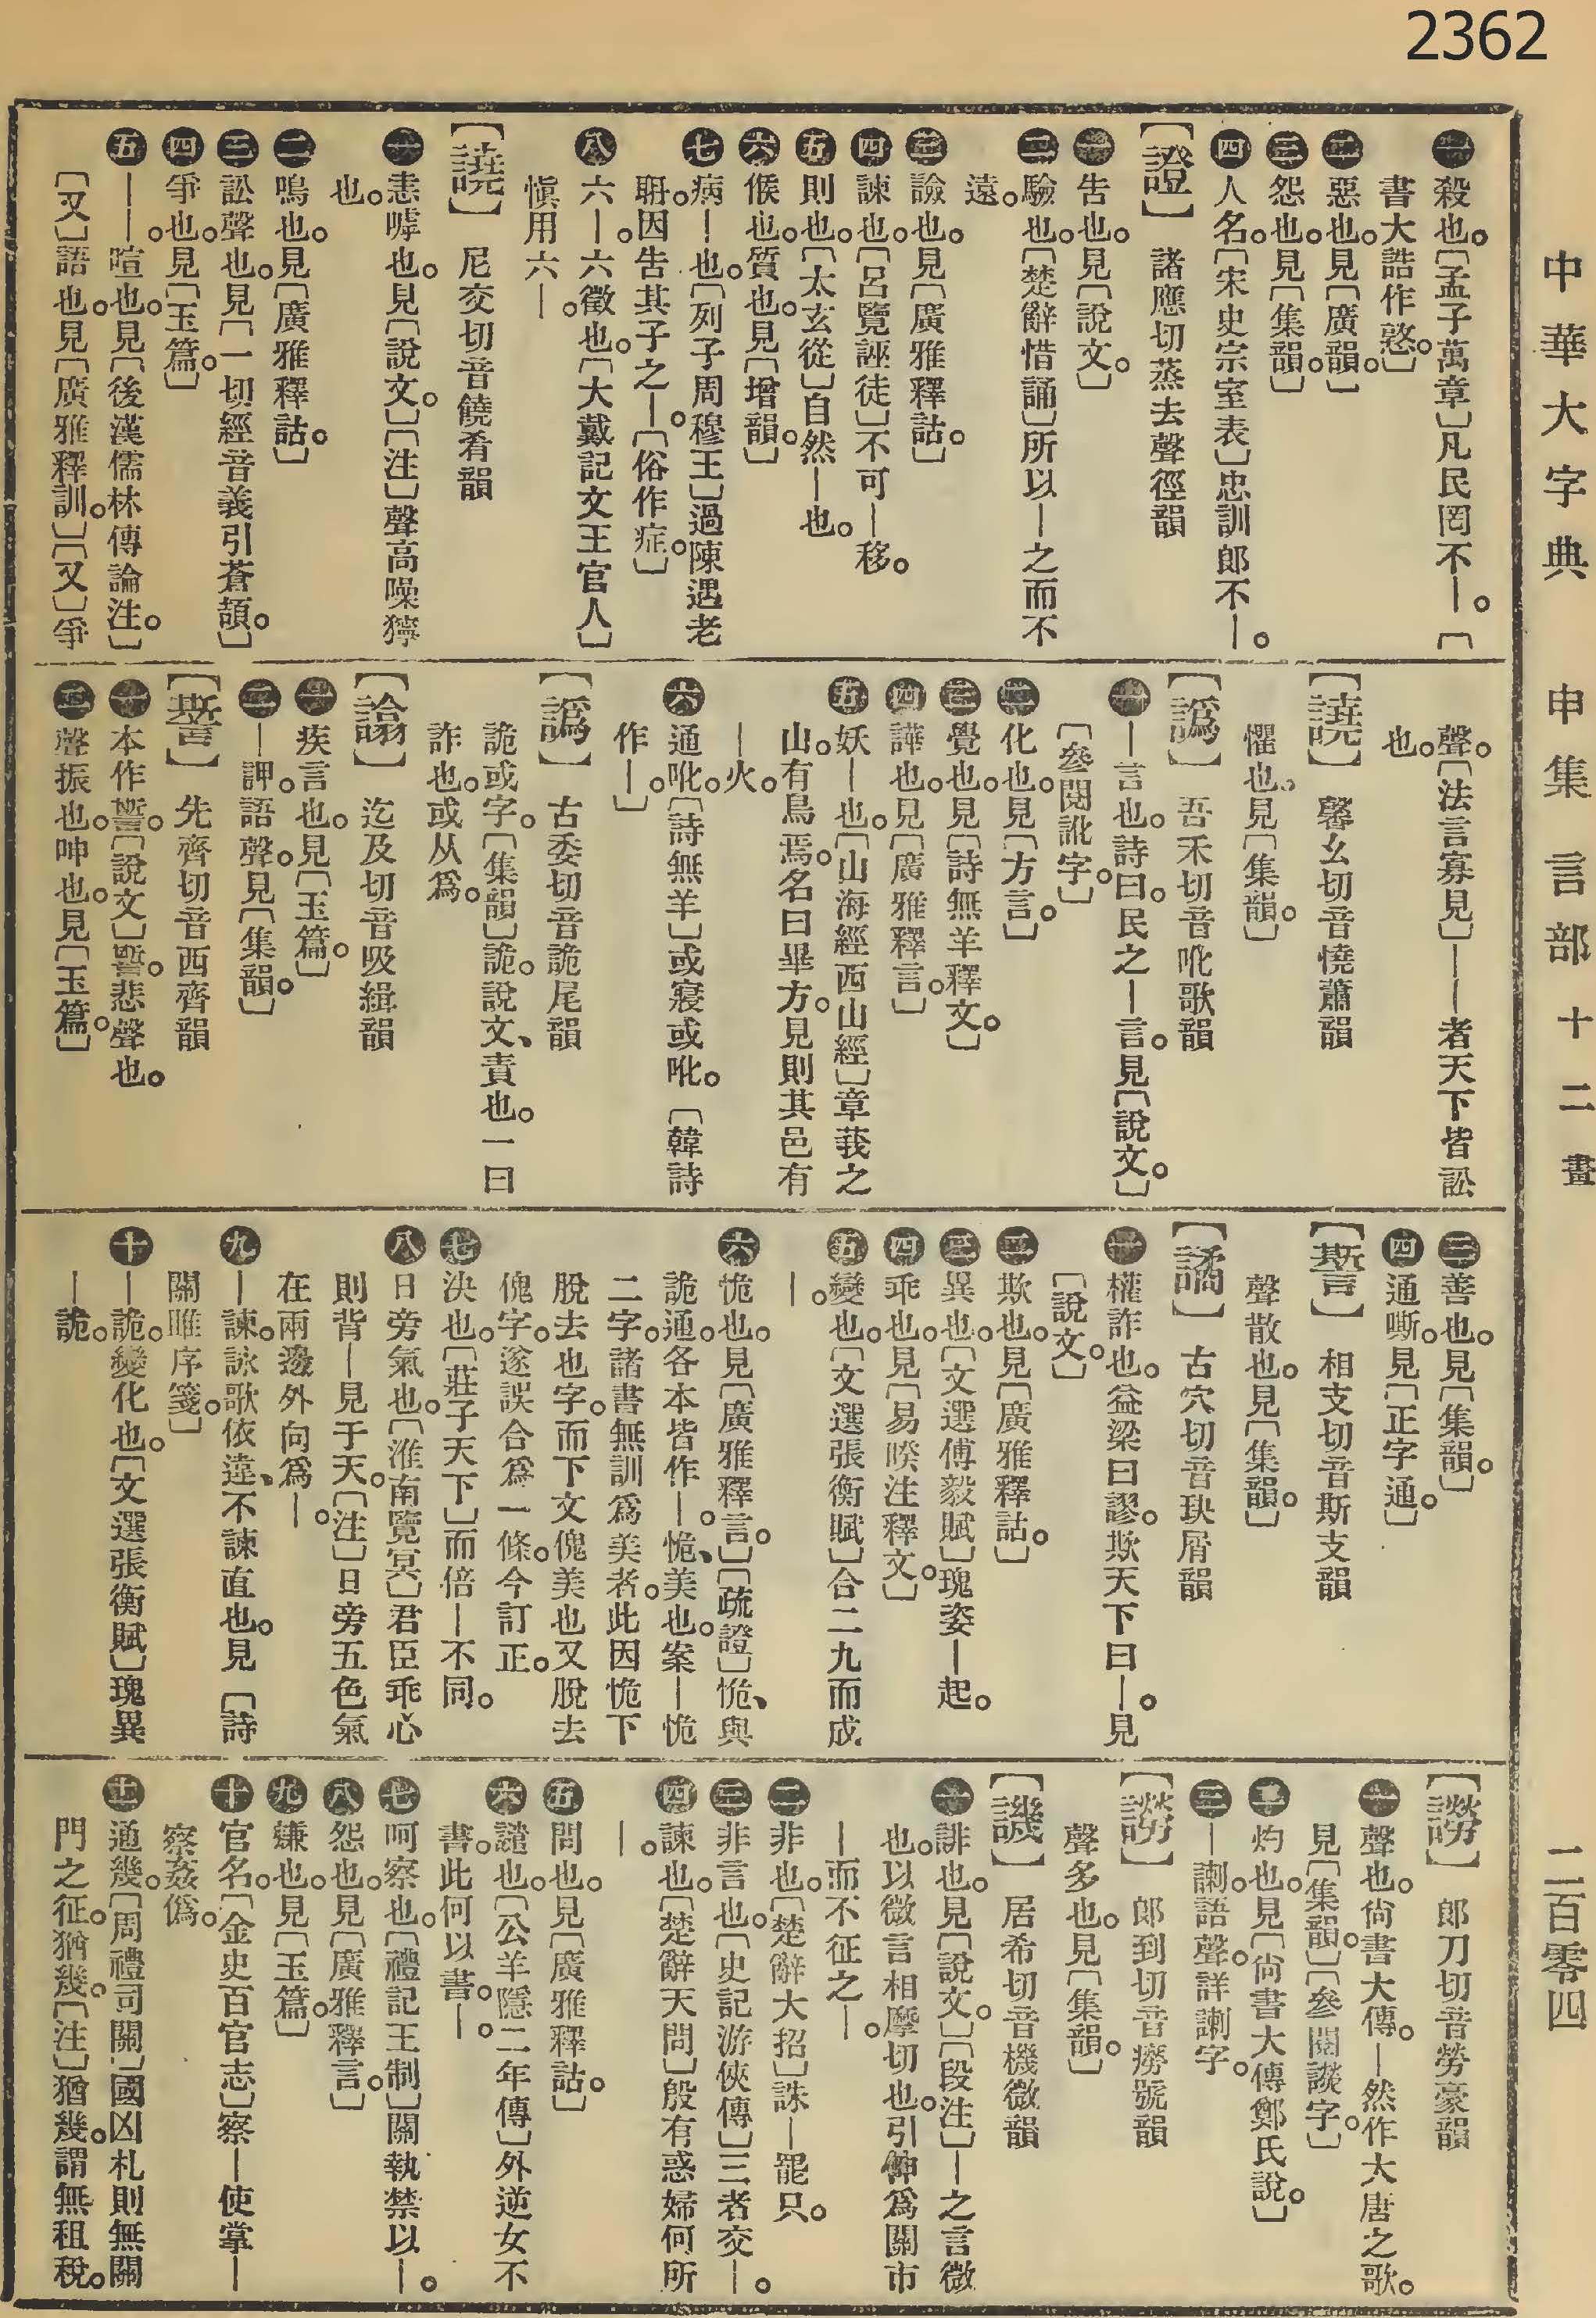 2362
中華大字典 申集 言部 十二畫 二百零四
一 殺也。〔孟子萬章〕凡民罔不｜。〔
書大誥作憝。〕
二 惡也。見〔廣韻。〕
三 怨也。見〔集韻。〕
四 人名。〔宋史宗室表〕忠訓郎不｜。
【證】 諸應切蒸去聲徑韻
一 告也。見〔說文。〕
二 驗也。〔楚辭惜誦〕所以｜之而不
遠。
三 諭也。見〔廣雅釋詁。〕
四 諫也。〔呂覽誣徒〕不可｜移。
五 則也。〔太玄從〕自然｜也。
六 候也。質也。見〔增韻。〕
七 病｜也。〔列子周穆王〕過陳遇老
聃。因告其子之｜。〔俗作症。〕
八 六｜。六徵也。〔大戴記文王官人〕
愼用六｜。
【譊】 尼交切音鐃肴韻
一 恚嘑也。見〔說文。〕〔注〕聲高噪獰
也。
二 鳴也。見〔廣雅釋詁。〕
三 訟聲也。見〔一切經音義引蒼頡。〕
四 爭也。見〔玉篇。〕
五 ｜｜。喧也。見〔後漢儒林傳論注。〕
〔又〕語也。見〔廣雅釋訓。〕〔又〕爭
聲。〔法言寡見〕｜｜者天下皆訟
也。
【譊】 馨幺切音憢蕭韻
懼也。見〔集韻。〕
【譌】 吾禾切音吪歌韻
一 ｜言也。詩曰。民之｜言。見〔說文。〕
〔參閱訛字。〕
二 化也。見〔方言。〕
三 覺也。見〔詩無羊釋文。〕
四 譁也。見〔廣雅釋言。〕
五 妖｜也。〔山海經西山經〕章莪之
山。有鳥焉。名曰畢方。見則其邑有
｜火。
六 通吪。〔詩無羊〕或寢或吪。〔韓詩
作｜。〕
【譌】 古委切音詭尾韻
詭或字。〔集韻〕詭。說文、責也。一曰
詐也。或从爲。
【譎】 迄及切音吸緝韻
一 疾言也。見〔玉篇。〕
二 ｜訷。語聲。見〔集韻。〕
【誓】 先齊切音西齊韻
一 本作䜁。〔說文〕䜁。悲聲也。
二 聲振也。呻也。見〔玉篇。〕
三 善也。見〔集韻。〕
四 通嘶。見〔正字通。〕
【誓】 相支切音斯支韻
聲散也。見〔集韻。〕
【譎】 古穴切音玦屑韻
一 權詐也。益梁曰謬。欺天下曰｜。見
〔說文。〕
二 欺也。見〔廣雅釋詁。〕
三 異也。〔文選傅毅賦〕瑰姿｜起。
四 乖也。見〔易睽注釋文。〕
五 變也。〔文選張衡賦〕合二九而成
｜。
六 恑也。見〔廣雅釋言。〕〔疏證〕恑、與
詭通。各本皆作｜。恑、美也。案｜恑
二字。諸書無訓爲美者。此因恑下
脫去也字。而下文傀美也又脫去
傀字。遂誤合爲一條。今訂正。
七 決也。〔莊子天下〕而倍｜不同。
八 日旁氣也。〔淮南覽冥〕君臣乖心
則背｜見于天。〔注〕日旁五色氣
在兩邊外向爲｜。
九 ｜諫。詠歌依違、不諫直也。見〔詩
關雎序箋。〕
十 ｜詭。變化也。〔文選張衡賦〕瑰異
｜詭。
【謗】 郎刀切音勞豪韻
一 聲也。尙書大傳。｜然作大唐之歌。
見〔集韻。〕〔參閱謗字。〕
二 灼也。見〔尙書大傳鄭氏說。〕
三 ｜謝。語聲。詳謝字。
【䜎】 郎到切音癆號韻
聲多也。見〔集韻。〕
【譏】 居希切音機微韻
一 誹也。見〔說文。〕〔段注〕｜之言微
也。以微言相摩切也。引伸爲關市
｜而不征之｜。
二 非也。〔楚辭大招〕誅｜罷只。
三 非言也。〔史記游俠傳〕三者交｜。
四 諫也。〔楚辭天問〕殷有惑婦何所
｜。
五 問也。見〔廣雅釋詁。〕
六 譴也。〔公羊隱二年傳〕外逆女不
書。此何以書。｜。
七 呵察也。〔禮記王制〕關執禁以｜。
八 怨也。見〔廣雅釋言。〕
九 嫌也。見〔玉篇。〕
十 官名。〔金史百官志〕察｜使掌｜
察姦僞。
十一 通幾。〔周禮司關〕國凶札則無關
門之征。猶幾。〔注〕猶幾。謂無租稅。